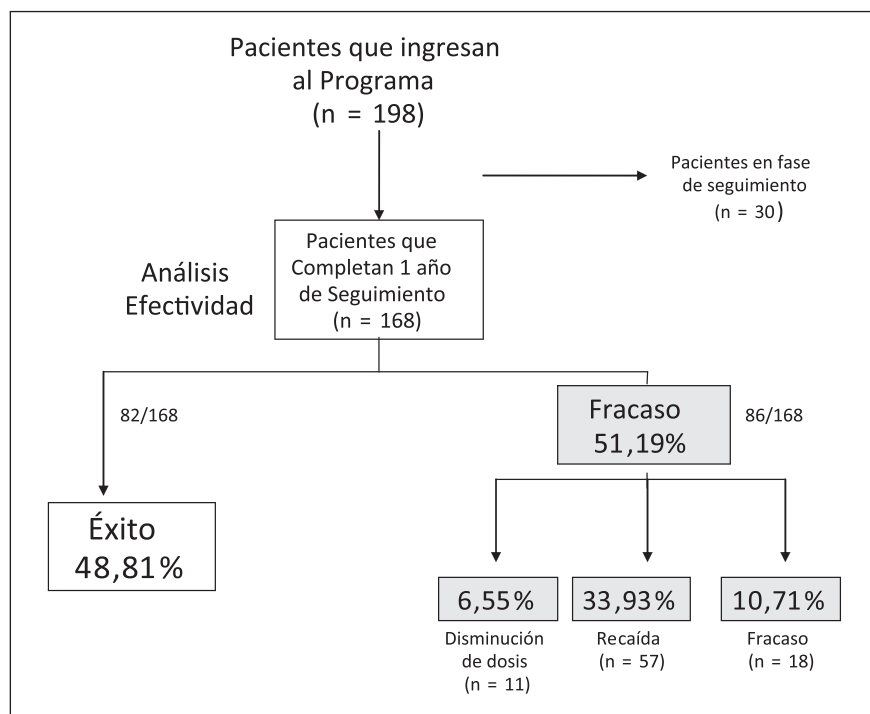 Pacientes que ingresan
al Programa
(n = 198)
Pacientes en fase
de seguimiento
(n = 30)
Análisis
Efectividad
Pacientes que
Completan 1 año
de Seguimiento
(n = 168)
82/168
Fracaso
51,19%
86/168
Éxito
48,81%
6,55%
Disminución
de dosis
(n = 11)
33,93%
Recaída
(n = 57)
10,71%
Fracaso
(n = 18)